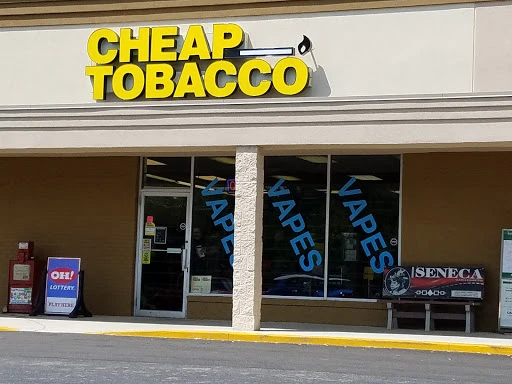 CHEAP
TOBACCO
VAPES
VAPES
VAPES
OH!
LOTTERY.
PLAY HERE
SENECA